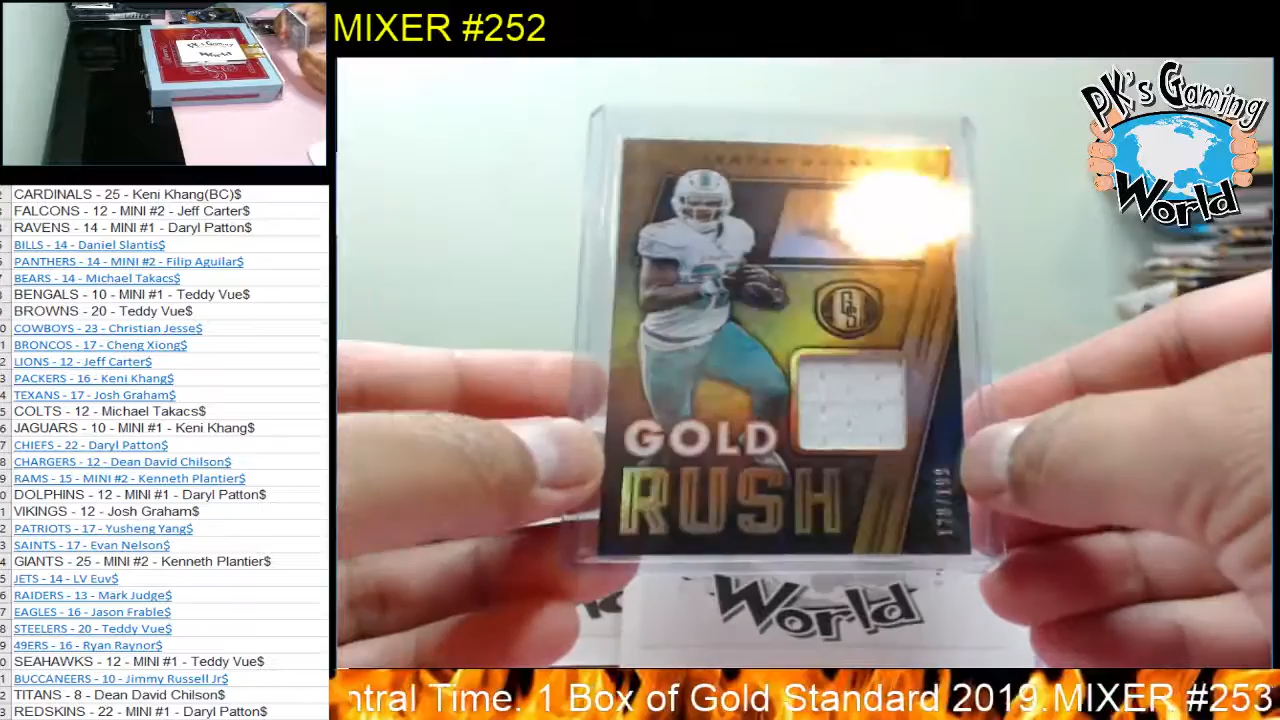 MIXER #252
PK's Gaming
World
CARDINALS - 25 - Keni Khang(BC)$
FALCONS - 12 - MINI #2 - Jeff Carter$
RAVENS - 14 - MINI #1 - Daryl Patton$
BILLS - 14 - Daniel Slantis$
PANTHERS - 14 - MINI #2 - Filip Aguilar$
BEARS - 14 - Michael Takacs$
BENGALS - 10 - MINI #1 - Teddy Vue$
BROWNS - 20 - Teddy Vue$
COWBOYS - 23 - Christian Jesse$
BRONCOS - 17 - Cheng Xiong$
LIONS - 12 - Jeff Carter$
PACKERS - 16 - Keni Khang$
TEXANS - 17 - Josh Graham$
COLTS - 12 - Michael Takacs$
JAGUARS - 10 - MINI #1 - Keni Khang$
CHIEFS - 22 - Daryl Patton$
CHARGERS - 12 - Dean David Chilson$
RAMS - 15 - MINI #2 - Kenneth Plantier$
DOLPHINS - 12 - MINI #1 - Daryl Patton$
VIKINGS - 12 - Josh Graham$
PATRIOTS - 17 - Yusheng Yang$
SAINTS - 17 - Evan Nelson$
GIANTS - 25 - MINI #2 - Kenneth Plantier$
JETS - 14 - LV Euv$
RAIDERS - 13 - Mark Judge$
EAGLES - 16 - Jason Frable$
STEELERS - 20 - Teddy Vue$
49ERS - 16 - Ryan Raynor$
SEAHAWKS - 12 - MINI #1 - Teddy Vue$
BUCCANEERS - 10 - Jimmy Russell Jr$
TITANS - 8 - Dean David Chilson$
REDSKINS - 22 - MINI #1 - Daryl Patton$
GS
GOLD
RUSH
World
ntral Time. 1 Box of Gold Standard 2019. MIXER #253